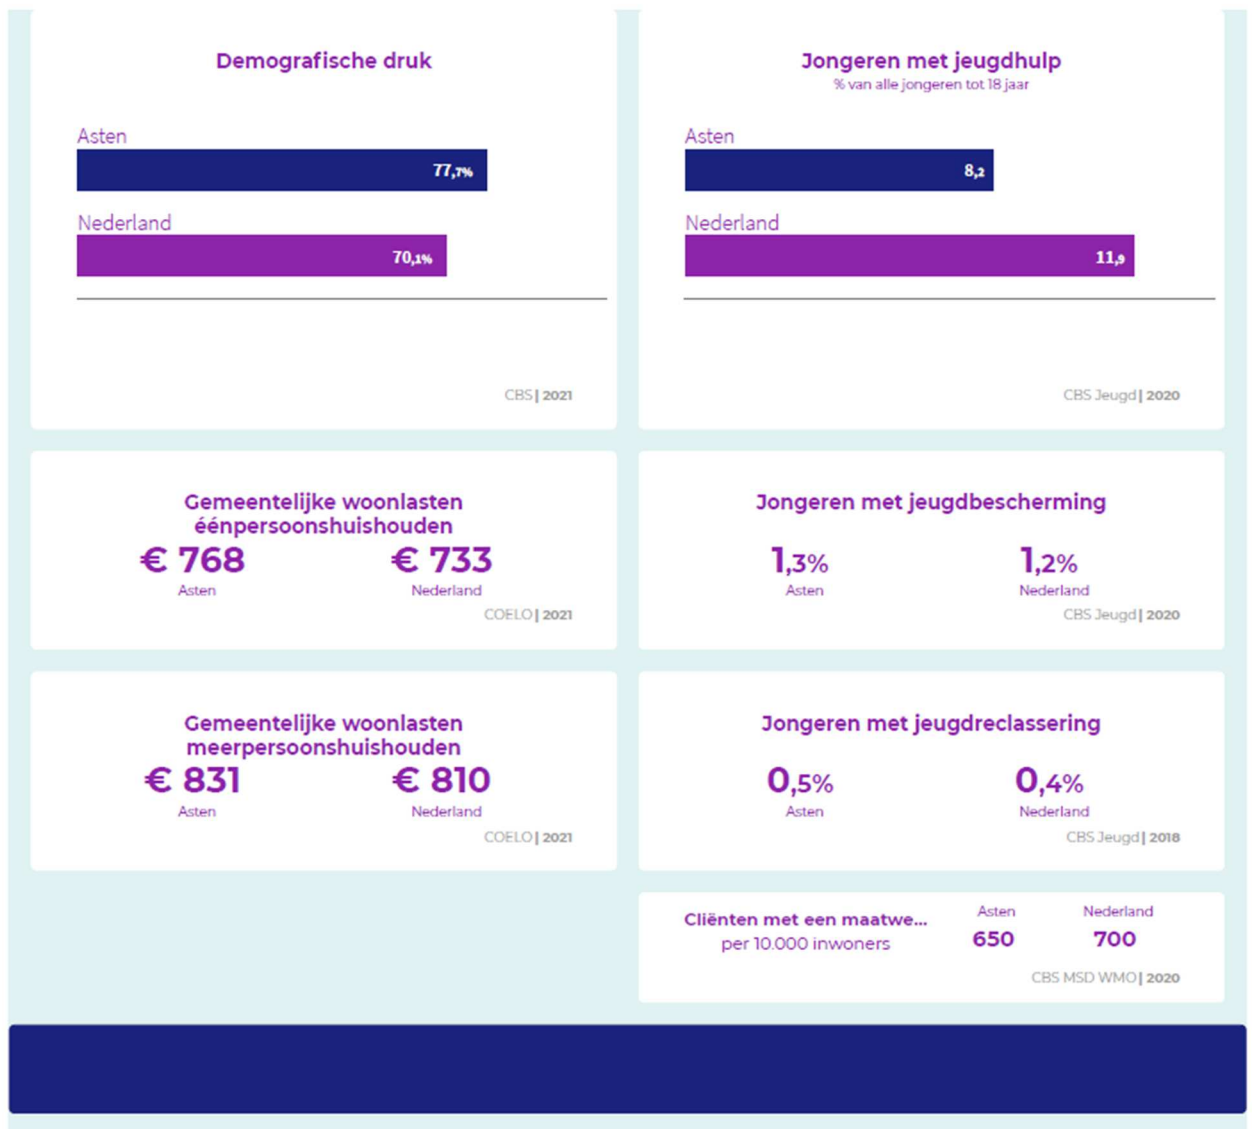 Demografische druk
Asten
77,7%
Nederland
70,1%
CBS | 2021
Jongeren met jeugdhulp
% van alle jongeren tot 18 jaar
Asten
8,2
Nederland
11,9
CBS Jeugd | 2020
Gemeentelijke woonlasten
éénpersoonshuishouden
€ 768 € 733
Asten Nederland
COELO | 2021
Jongeren met jeugdbescherming
1,3% 1,2%
Asten Nederland
CBS Jeugd | 2020
Gemeentelijke woonlasten
meerpersoonshuishouden
€ 831 € 810
Asten Nederland
COELO | 2021
Jongeren met jeugdreclassering
0,5% 0,4%
Asten Nederland
CBS Jeugd | 2018
Cliënten met een maatwe...
per 10.000 inwoners
Asten Nederland
650 700
CBS MSD WMO | 2020